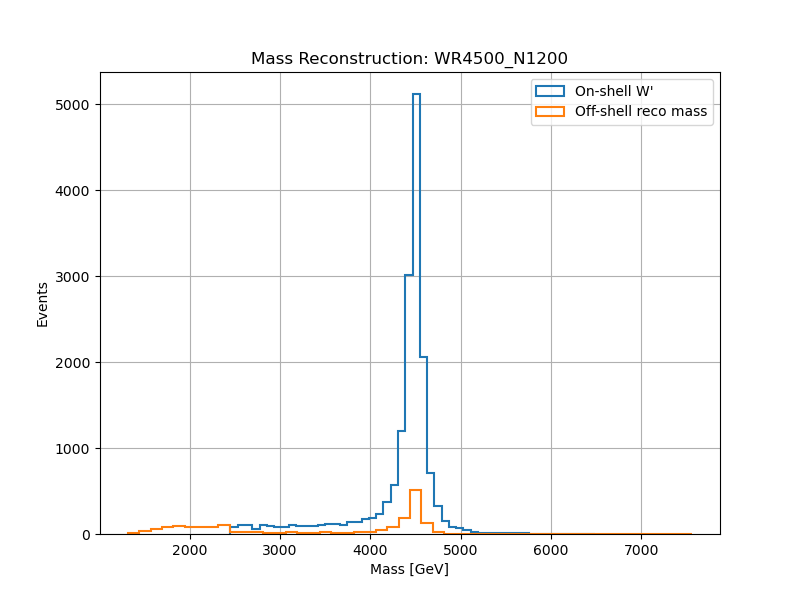 Mass Reconstruction: WR4500_N1200
On-shell W'
Off-shell reco mass
5000
4000
3000
2000
1000
0
Events
2000 3000 4000 5000 6000 7000
Mass [GeV]